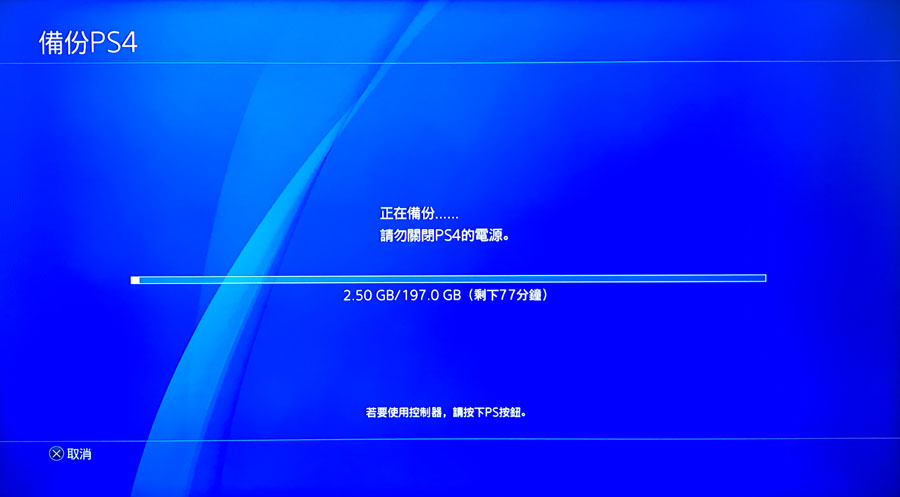 備份PS4
正在備份......
請勿關閉PS4的電源。
2.50 GB/197.0 GB（剩下77分鐘）
若要使用控制器，請按下PS按鈕。
取消